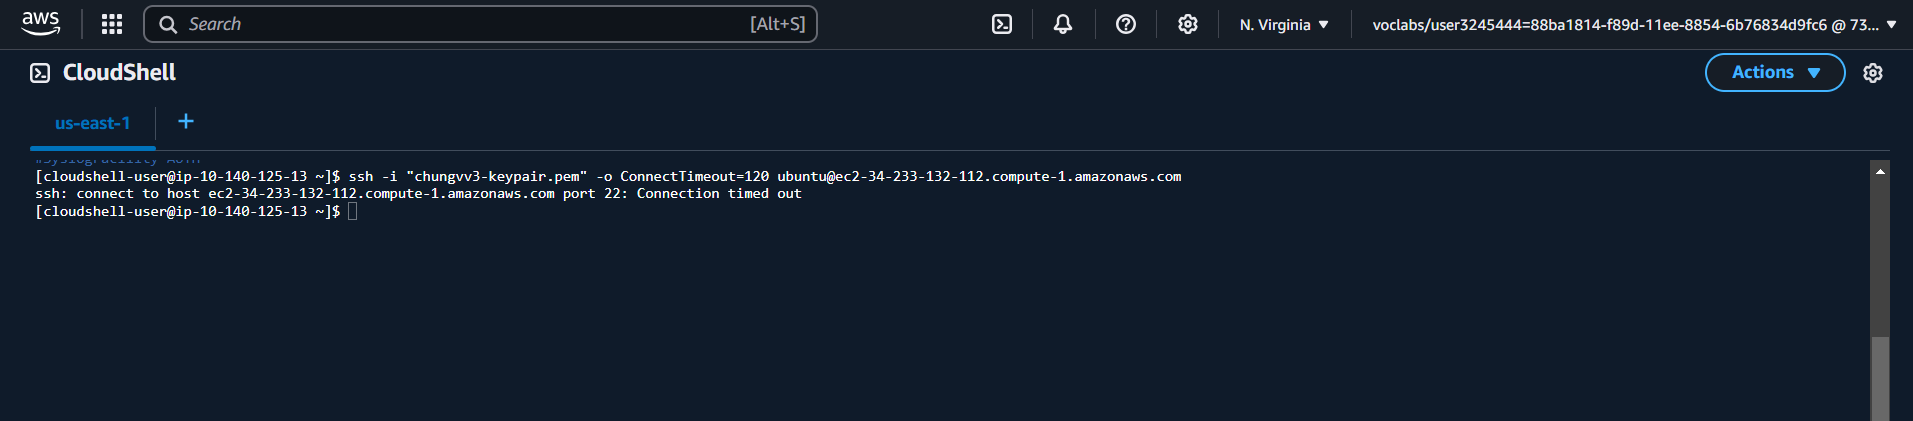 aws
Search
[Alt+S]
N. Virginia
voclabs/user3245444=88ba1814-f89d-11ee-8854-6b76834d9fc6 @ 73...
CloudShell
Actions
us-east-1
+
#SyslogFacility AUTH
[cloudshell-user@ip-10-140-125-13 ~]$ ssh -i "chungvv3-keypair.pem" -o ConnectTimeout=120 ubuntu@ec2-34-233-132-112.compute-1.amazonaws.com
ssh: connect to host ec2-34-233-132-112.compute-1.amazonaws.com port 22: Connection timed out
[cloudshell-user@ip-10-140-125-13 ~]$